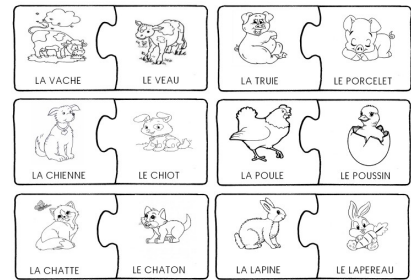 LA VACHE LE VEAU
LA TRUIE LE PORCELET
LA CHIENNE LE CHIOT
LA POULE LE POUSSIN
LA CHATTE LE CHATON
LA LAPINE LE LAPEREAU